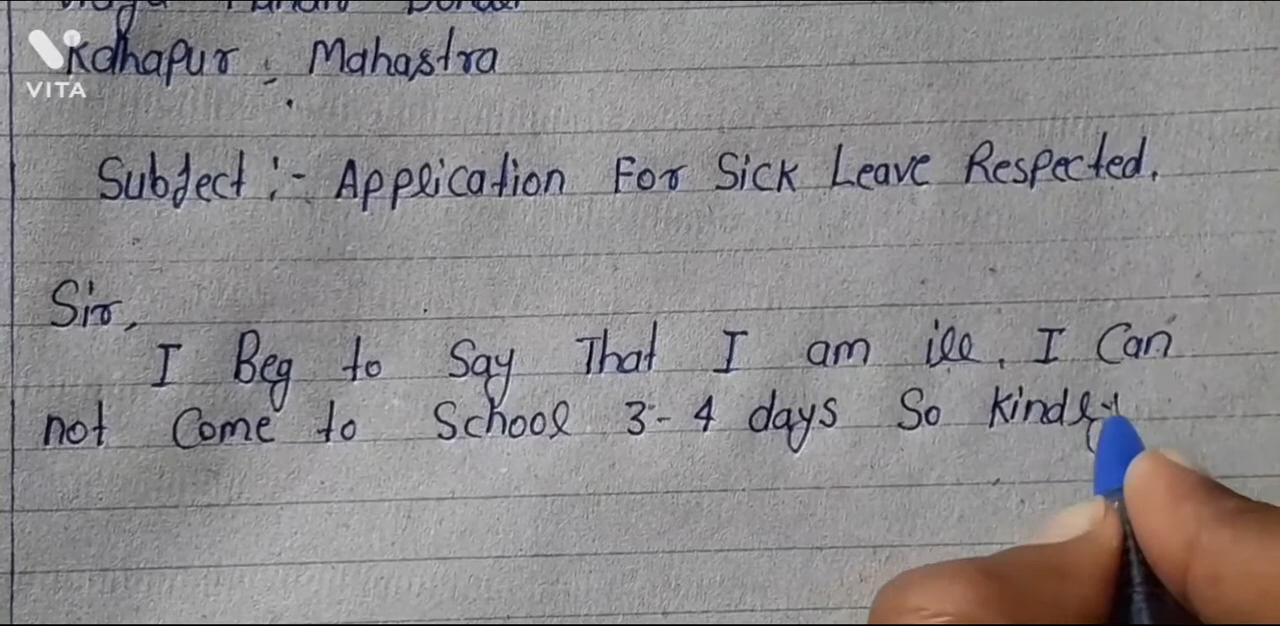 Kolhapur : Mahastra
VITA
Subject :- Application For Sick Leave Respected.
Sir,
I Beg to Say That I am ill. I Can
not Come to School 3-4 days So kindly